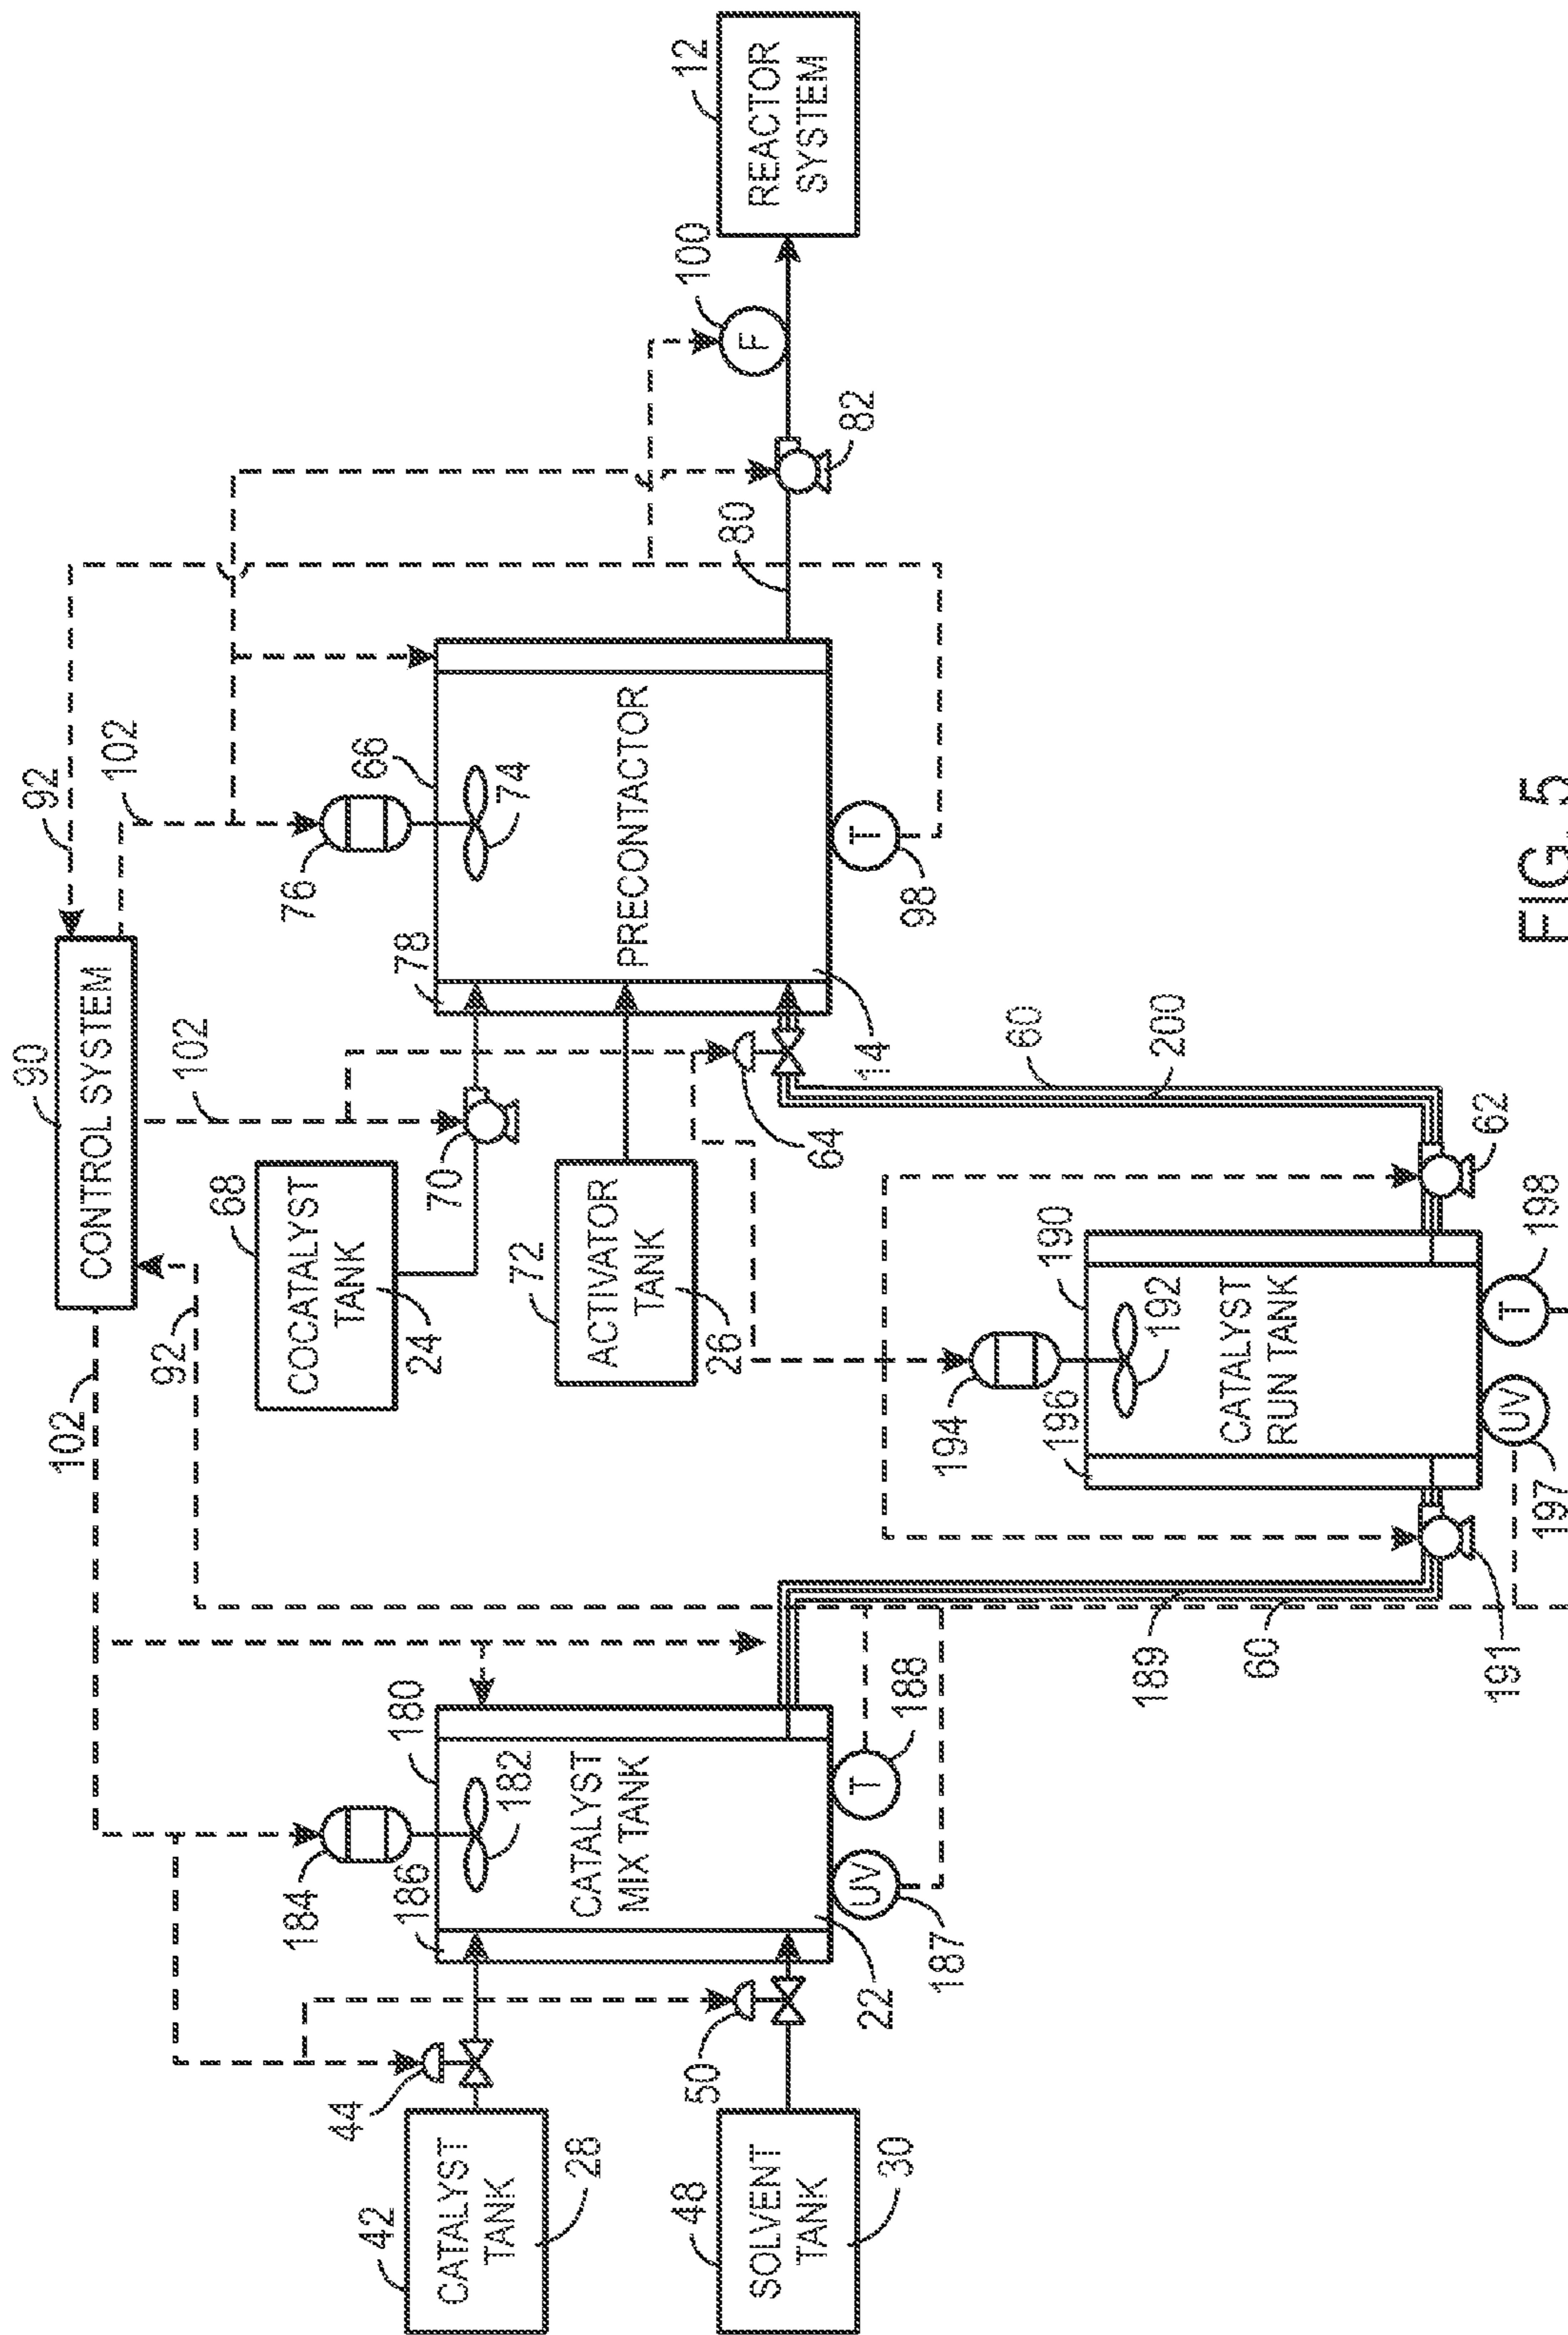 90
CONTROL SYSTEM
92
102
102
102
92
12
REACTOR
SYSTEM
100
F
82
80
66
76
74
78
PRECONTACTOR
98
T
14
68
COCATALYST
TANK
24
70
72
ACTIVATOR
TANK
26
64
60
200
62
190
194
192
196
CATALYST
RUN TANK
198
T
UV
197
191
60
189
180
184
182
186
CATALYST
MIX TANK
188
T
UV
187
22
44
50
42
CATALYST
TANK
28
48
SOLVENT
TANK
30
FIG. 5